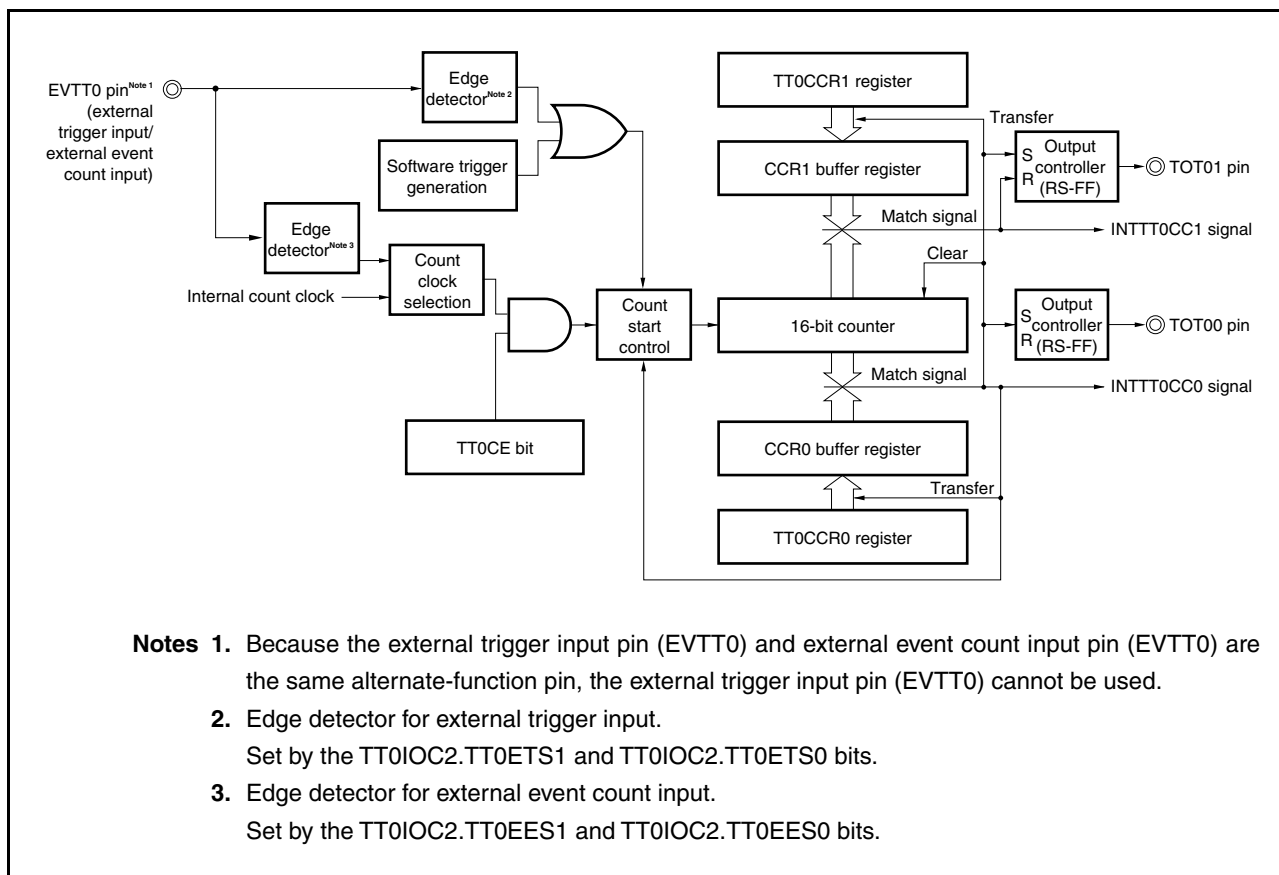 EVTT0 pin Note 1
(external
trigger input/
external event
count input)
Edge
detector Note 2
Software trigger
generation
Edge
detector Note 3
Internal count clock
Count
clock
selection
TT0CE bit
Count
start
control
TT0CCR1 register
Transfer
CCR1 buffer register
Match signal
Clear
16-bit counter
Match signal
CCR0 buffer register
Transfer
TT0CCR0 register
S
R
Output
controller
(RS-FF)
TOT01 pin
INTTT0CC1 signal
S
R
Output
controller
(RS-FF)
TOT00 pin
INTTT0CC0 signal
Notes 1. Because the external trigger input pin (EVTT0) and external event count input pin (EVTT0) are
the same alternate-function pin, the external trigger input pin (EVTT0) cannot be used.
2. Edge detector for external trigger input.
Set by the TT0IOC2.TT0ETS1 and TT0IOC2.TT0ETS0 bits.
3. Edge detector for external event count input.
Set by the TT0IOC2.TT0EES1 and TT0IOC2.TT0EES0 bits.